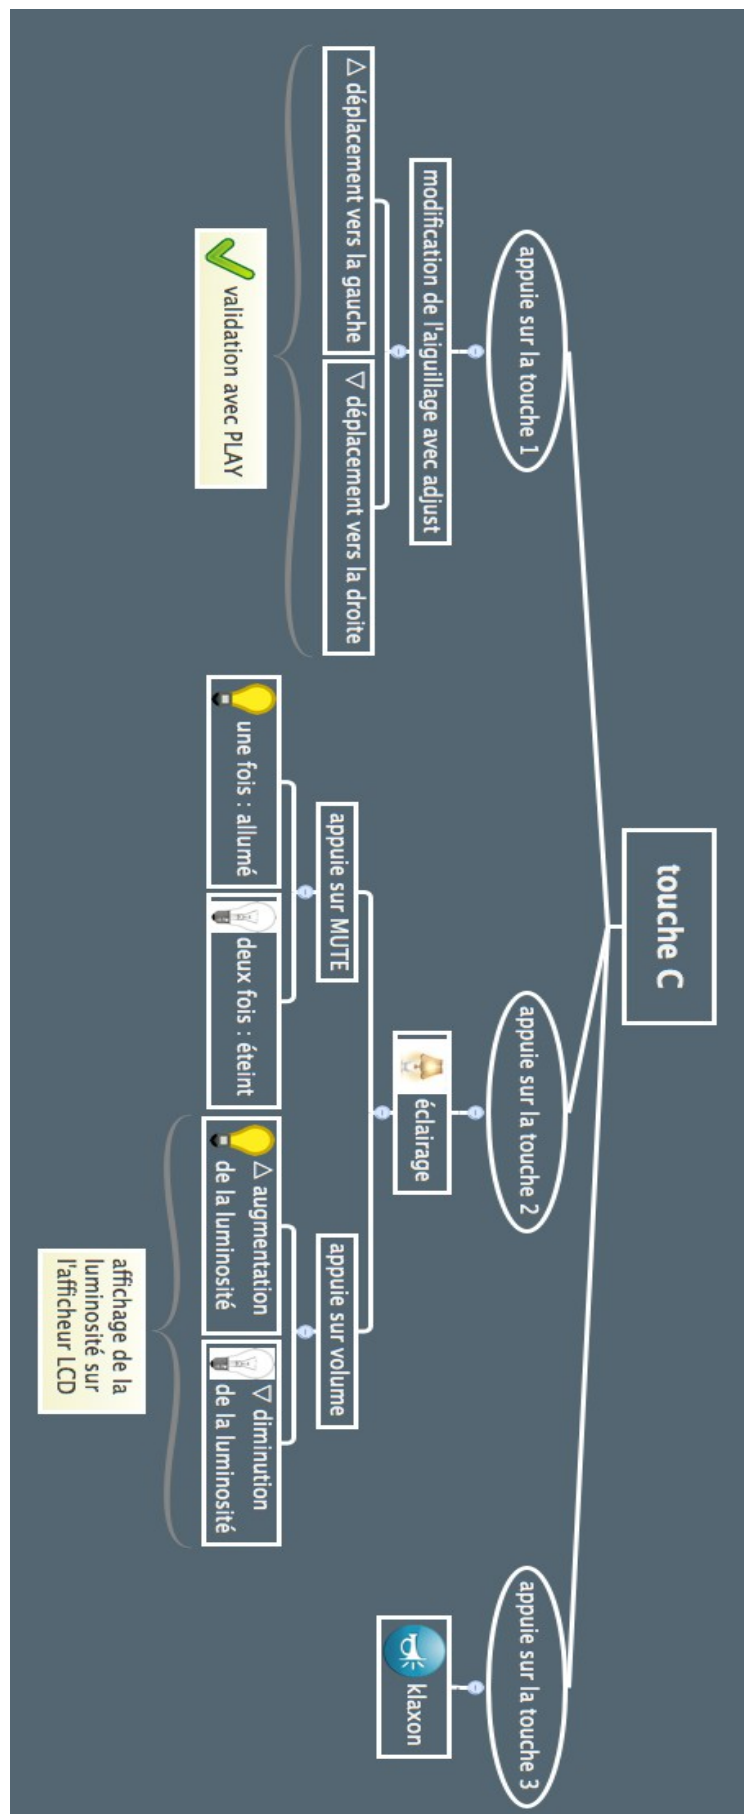 touche C
appuie sur la touche 1
modification de l'aiguillage avec adjust
△ déplacement vers la gauche
▽ déplacement vers la droite
validation avec PLAY
appuie sur la touche 2
éclairage
appuie sur MUTE
une fois : allumé
deux fois : éteint
appuie sur volume
△ augmentation
de la luminosité
▽ diminution
de la luminosité
affichage de la
luminosité sur
l'afficheur LCD
appuie sur la touche 3
klaxon